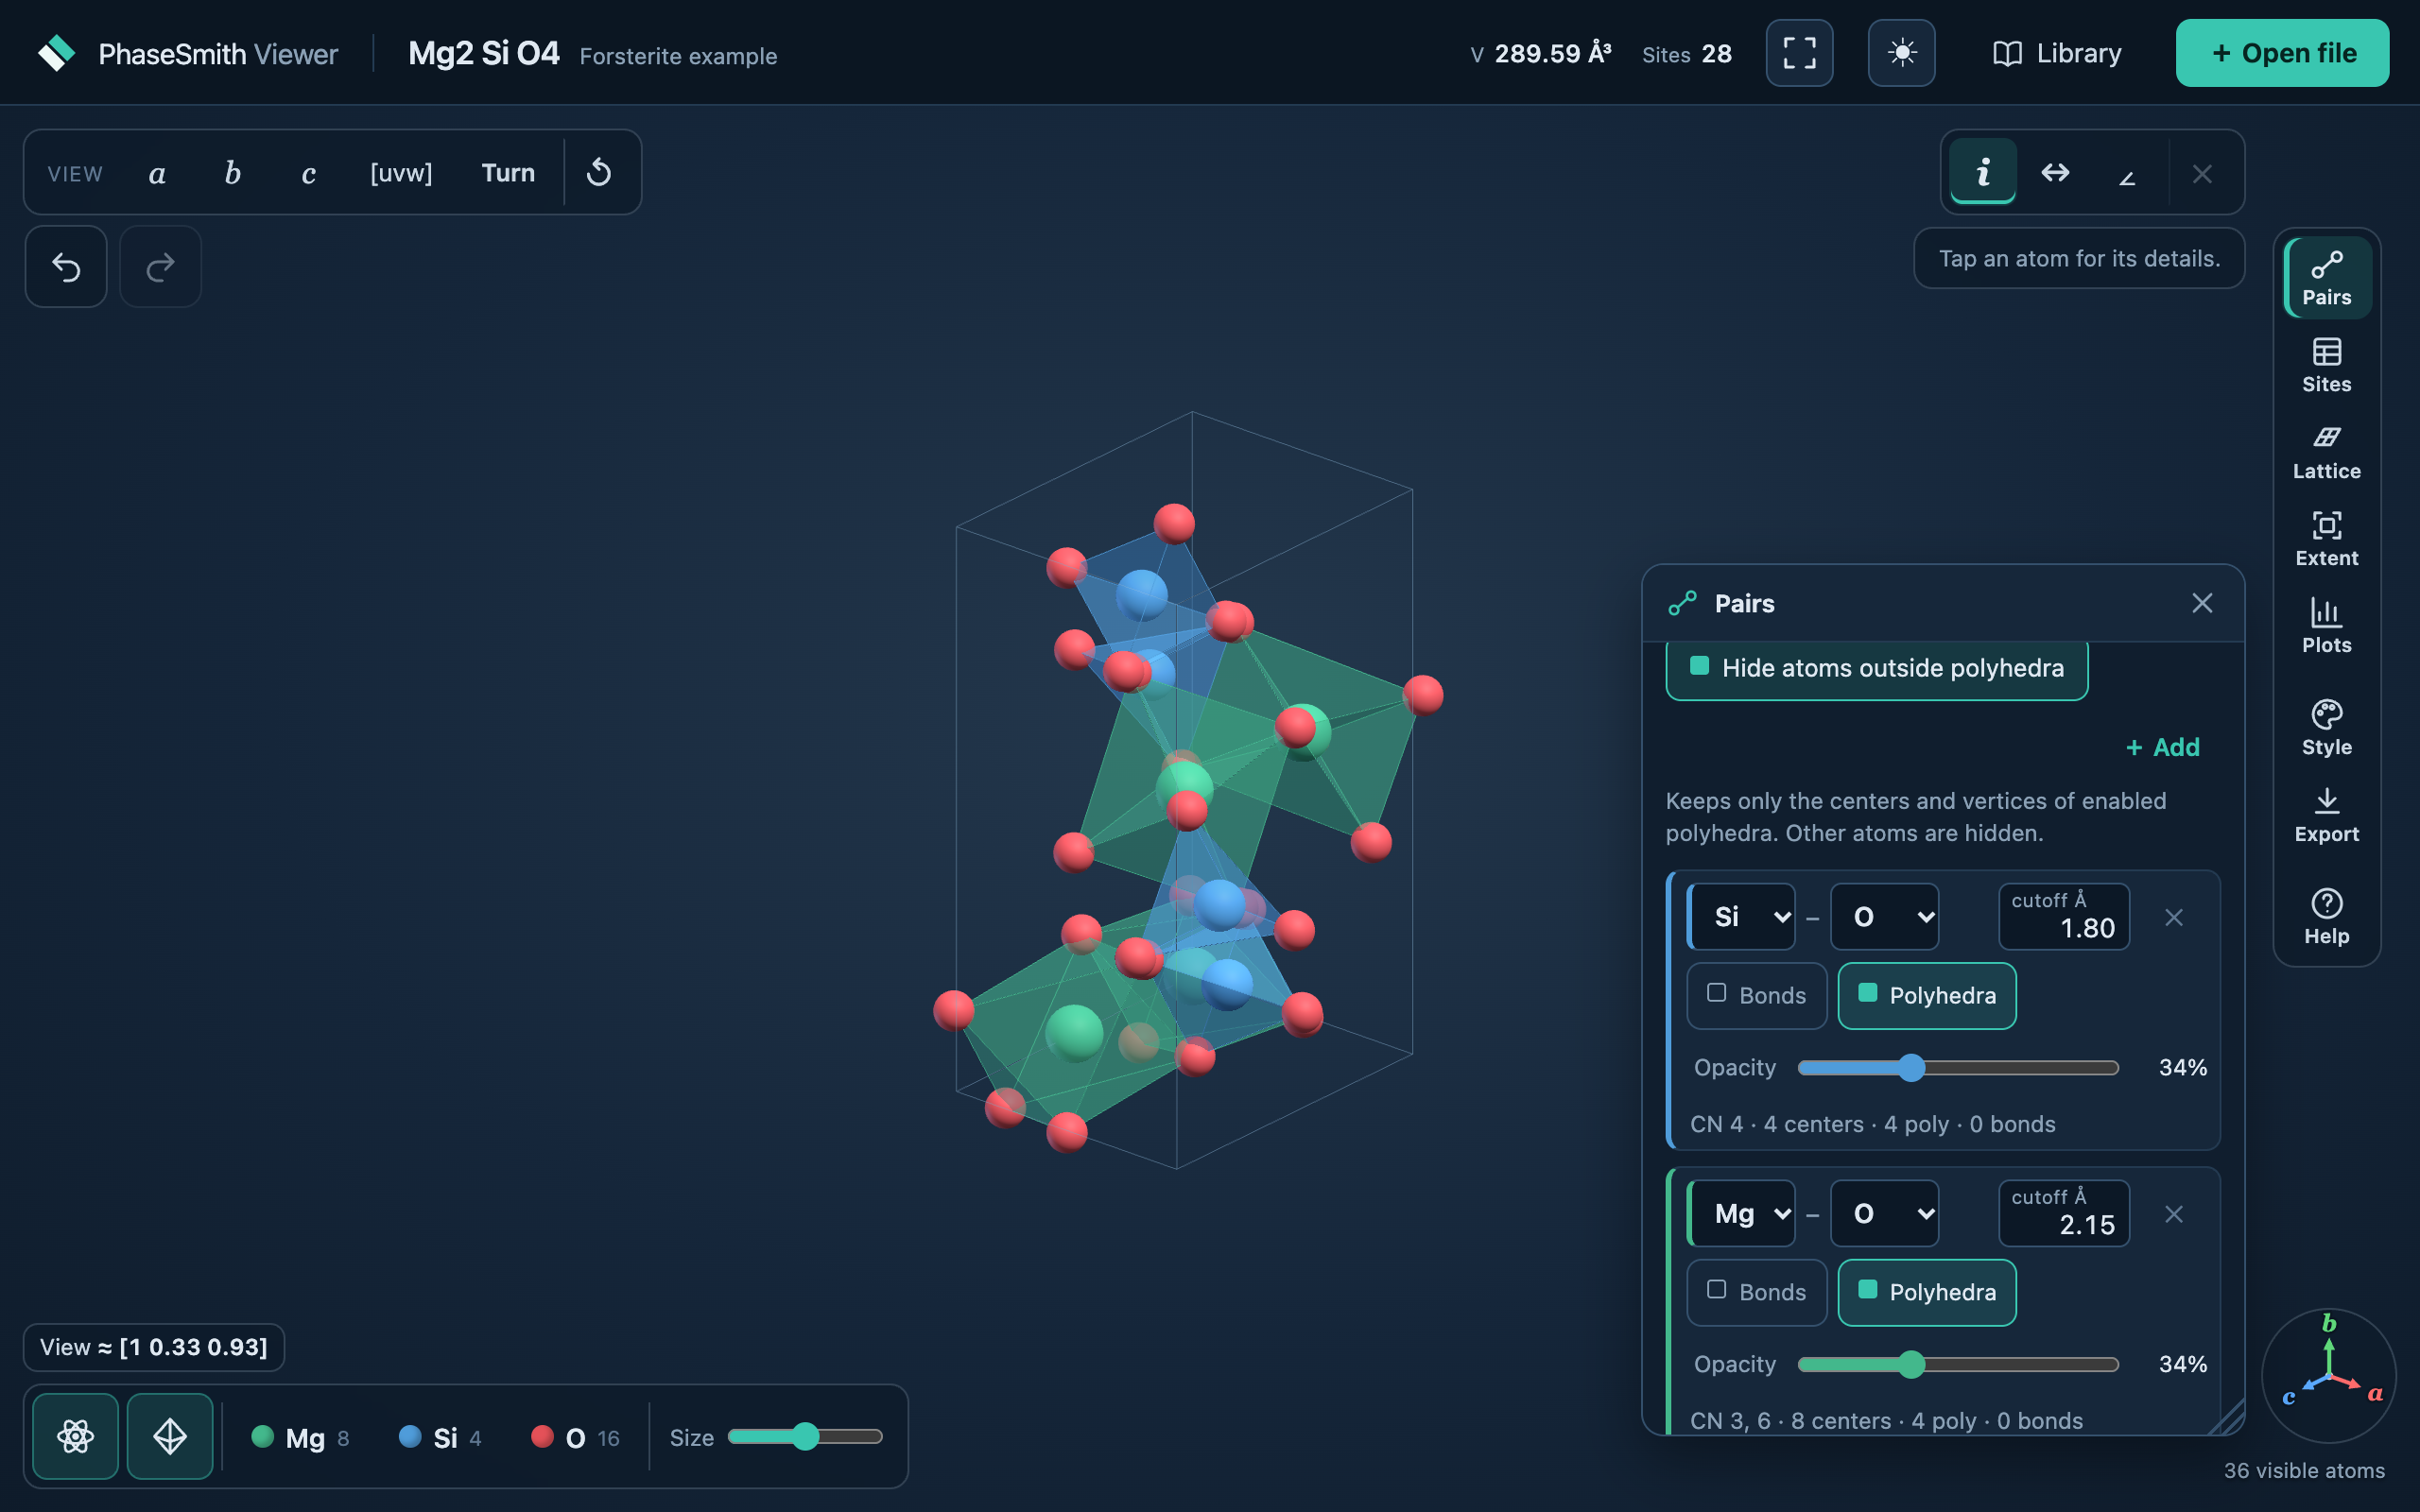 PhaseSmith Viewer
Mg2 Si O4 Forsterite example
V 289.59 Å³ Sites 28
Library
+ Open file
VIEW a b c [uvw] Turn
i
Tap an atom for its details.
Pairs
Sites
Lattice
Extent
Plots
Style
Export
Help
Pairs
Hide atoms outside polyhedra
+ Add
Keeps only the centers and vertices of enabled
polyhedra. Other atoms are hidden.
Si – O cutoff Å 1.80
Bonds Polyhedra
Opacity 34%
CN 4 · 4 centers · 4 poly · 0 bonds
Mg – O cutoff Å 2.15
Bonds Polyhedra
Opacity 34%
CN 3, 6 · 8 centers · 4 poly · 0 bonds
View ≈ [1 0.33 0.93]
Mg 8 Si 4 O 16 Size
b
c a
36 visible atoms